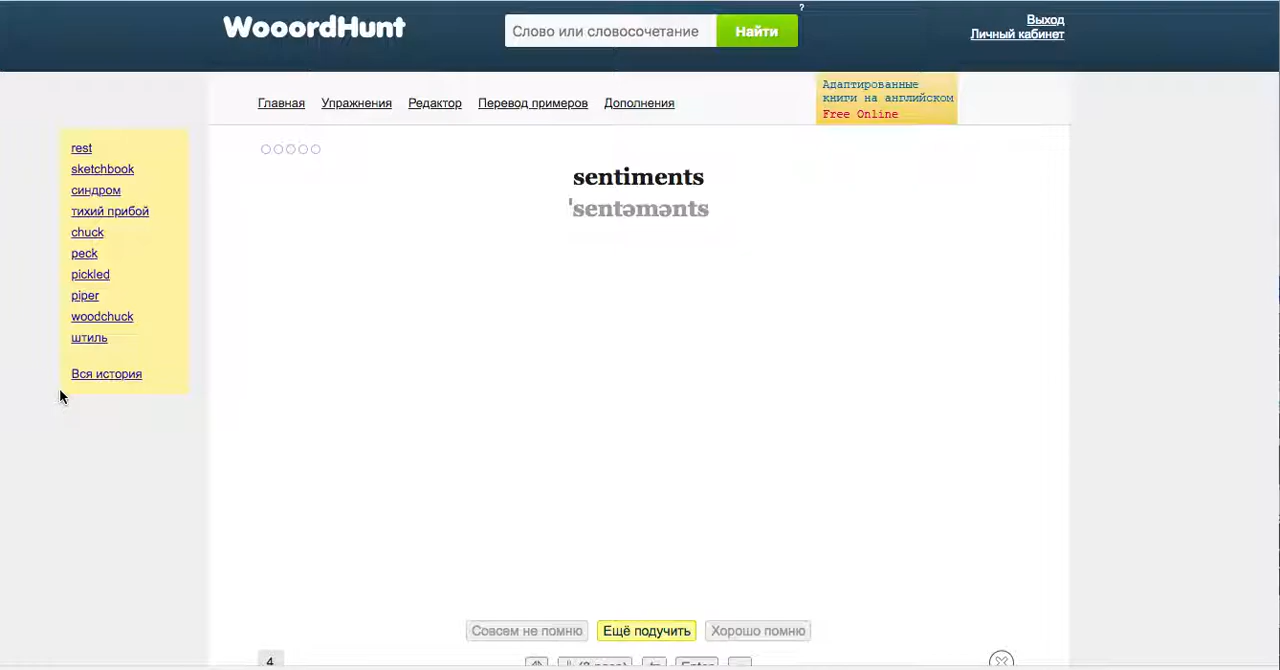 WooordHunt
Слово или словосочетание
Найти
?
Выход
Личный кабинет
Главная Упражнения Редактор Перевод примеров Дополнения
Адаптированные
книги на английском
Free Online
rest
sketchbook
синдром
тихий прибой
chuck
peck
pickled
piper
woodchuck
штиль
Вся история
sentiments
ˈsentəmənts
Совсем не помню Ещё подучить Хорошо помню
4
Enter